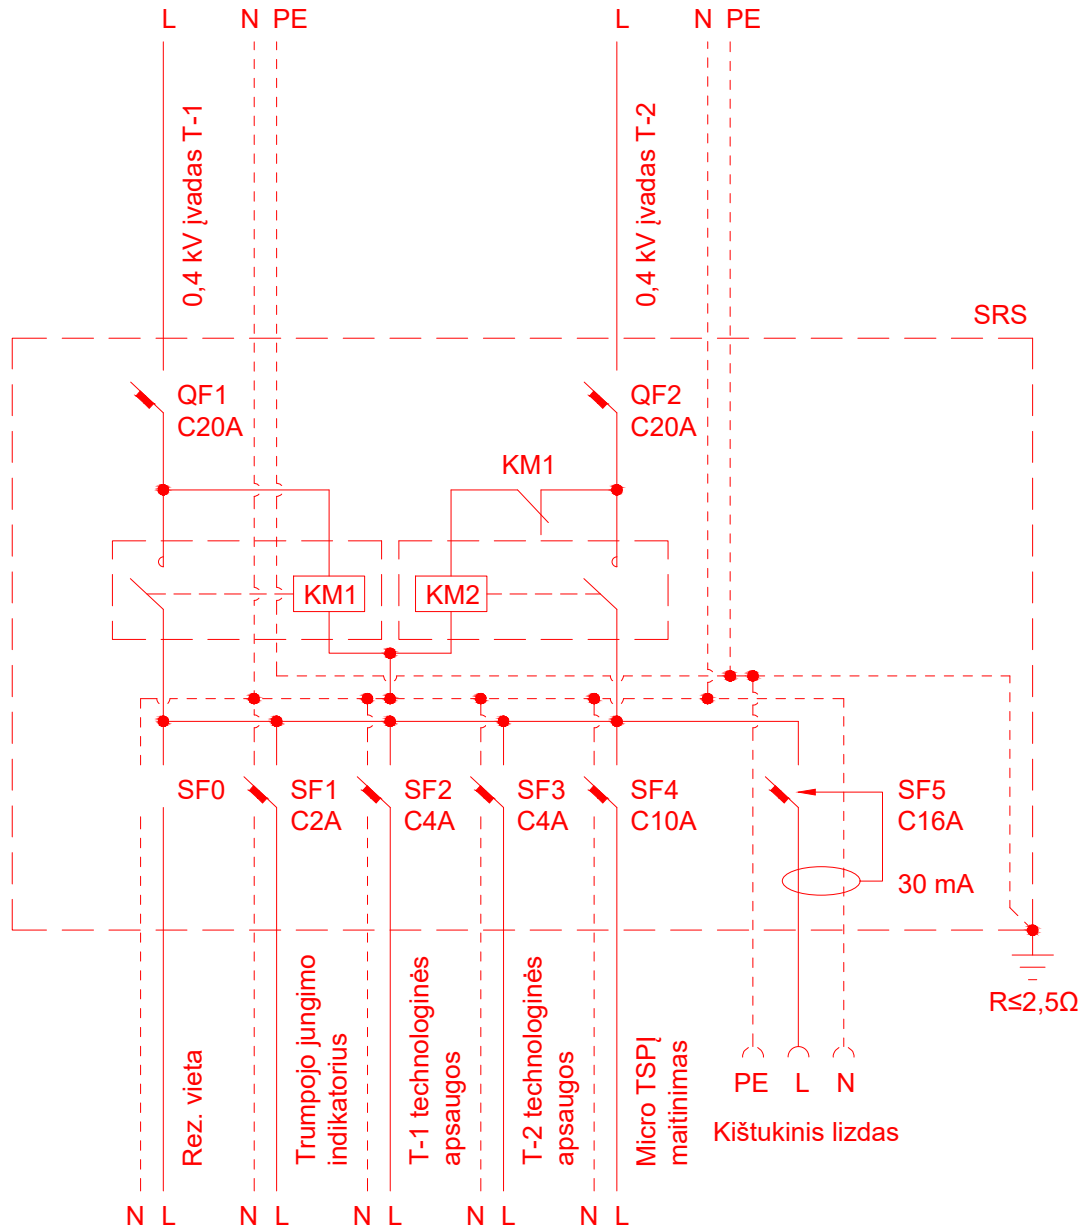 L
N PE
L
N PE
0,4 kV įvadas T-1
0,4 kV įvadas T-2
SRS
QF1
C20A
QF2
C20A
KM1
KM1
KM2
SF0
SF1
C2A
SF2
C4A
SF3
C4A
SF4
C10A
SF5
C16A
30 mA
R≤2,5Ω
Rez. vieta
Trumpojo jungimo
indikatorius
T-1 technologinės
apsaugos
T-2 technologinės
apsaugos
Micro TSPĮ
maitinimas
PE L N
Kištukinis lizdas
N L
N L
N L
N L
N L